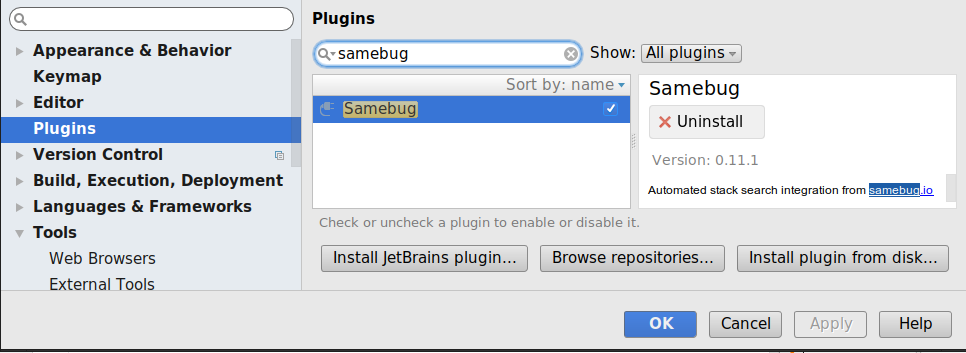 Appearance & Behavior
Keymap
Editor
Plugins
Version Control
Build, Execution, Deployment
Languages & Frameworks
Tools
Web Browsers
External Tools
Plugins
samebug
Show: All plugins
Sort by: name
Samebug
Samebug
Uninstall
Version: 0.11.1
Automated stack search integration from samebug.io
Check or uncheck a plugin to enable or disable it.
Install JetBrains plugin...
Browse repositories...
Install plugin from disk...
OK
Cancel
Apply
Help